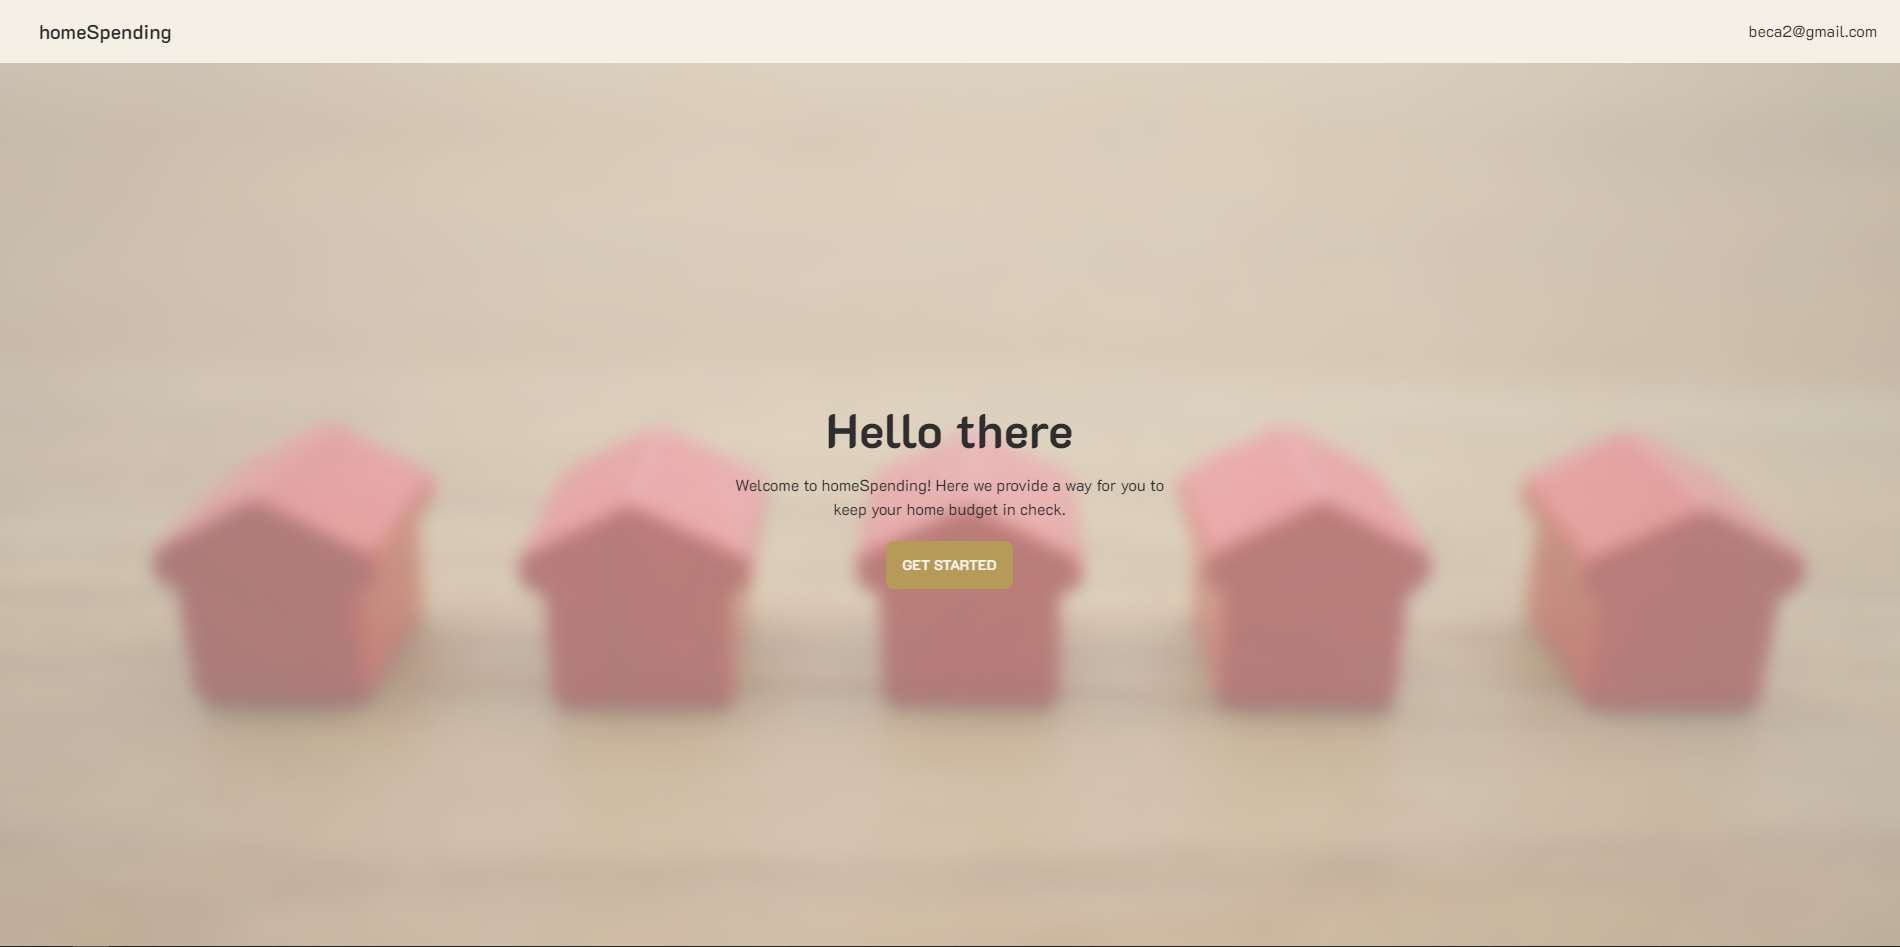 homeSpending
beca2@gmail.com
Hello there
Welcome to homeSpending! Here we provide a way for you to
keep your home budget in check.
GET STARTED